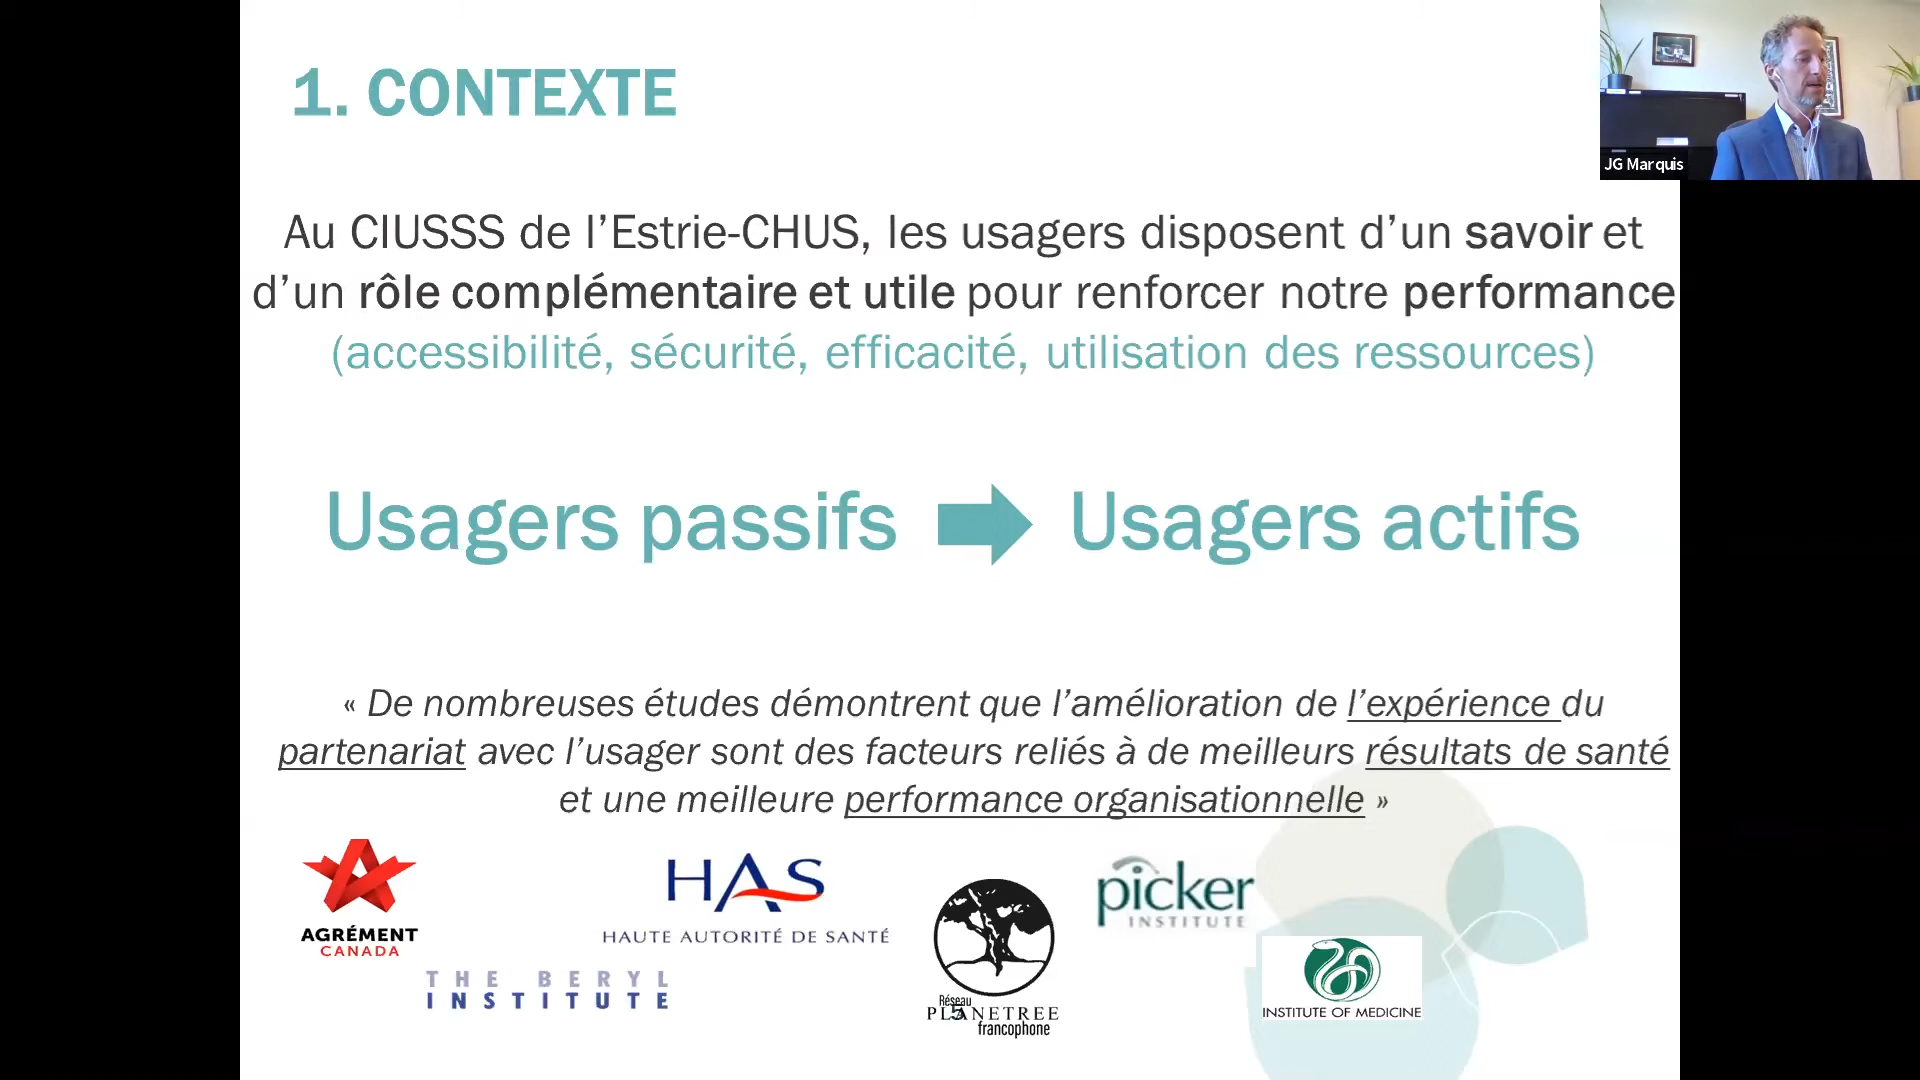 1. CONTEXTE
JG Marquis
Au CIUSSS de l’Estrie-CHUS, les usagers disposent d’un savoir et
d’un rôle complémentaire et utile pour renforcer notre performance
(accessibilité, sécurité, efficacité, utilisation des ressources)
Usagers passifs Usagers actifs
« De nombreuses études démontrent que l’amélioration de l’expérience du
partenariat avec l’usager sont des facteurs reliés à de meilleurs résultats de santé
et une meilleure performance organisationnelle »
AGRÉMENT
CANADA
THE BERYL
INSTITUTE
HAS
HAUTE AUTORITÉ DE SANTÉ
Réseau
PLANETREE
francophone
5
picker
INSTITUTE
INSTITUTE OF MEDICINE